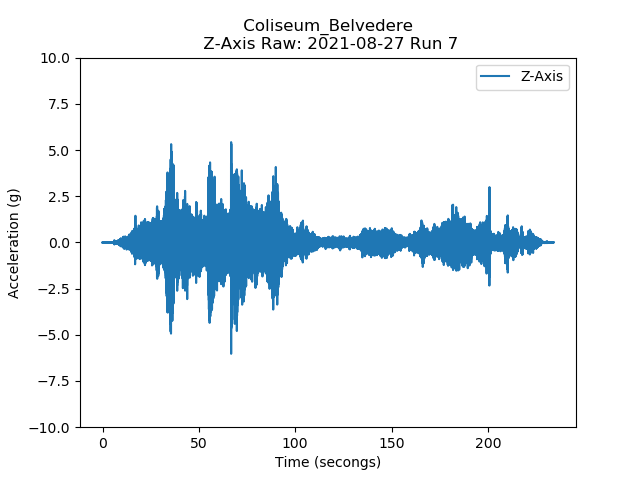 Coliseum_Belvedere
Z-Axis Raw: 2021-08-27 Run 7
Z-Axis
Acceleration (g)
10.0
7.5
5.0
2.5
0.0
−2.5
−5.0
−7.5
−10.0
0 50 100 150 200
Time (seconds)